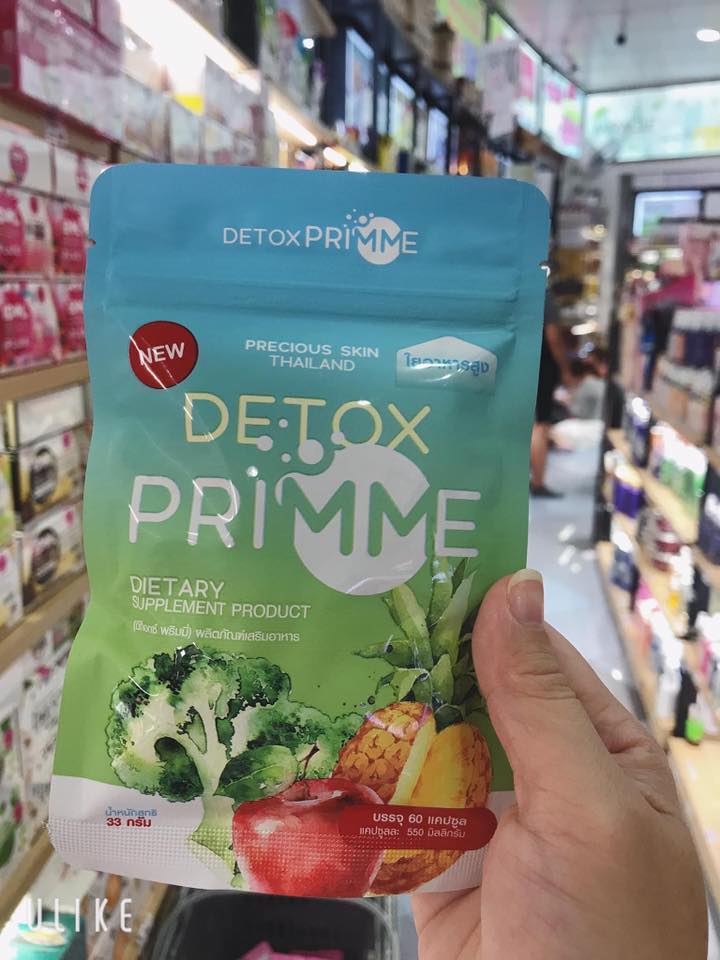 DETOX PRIMME
NEW
PRECIOUS SKIN
THAILAND
ใยอาหารสูง
DETOX
PRIMME
DIETARY
SUPPLEMENT PRODUCT
(ดีท็อกซ์ พรีมมี่) ผลิตภัณฑ์เสริมอาหาร
น้ำหนักสุทธิ
33 กรัม
บรรจุ 60 แคปซูล
แคปซูลละ 550 มิลลิกรัม
ULIKE